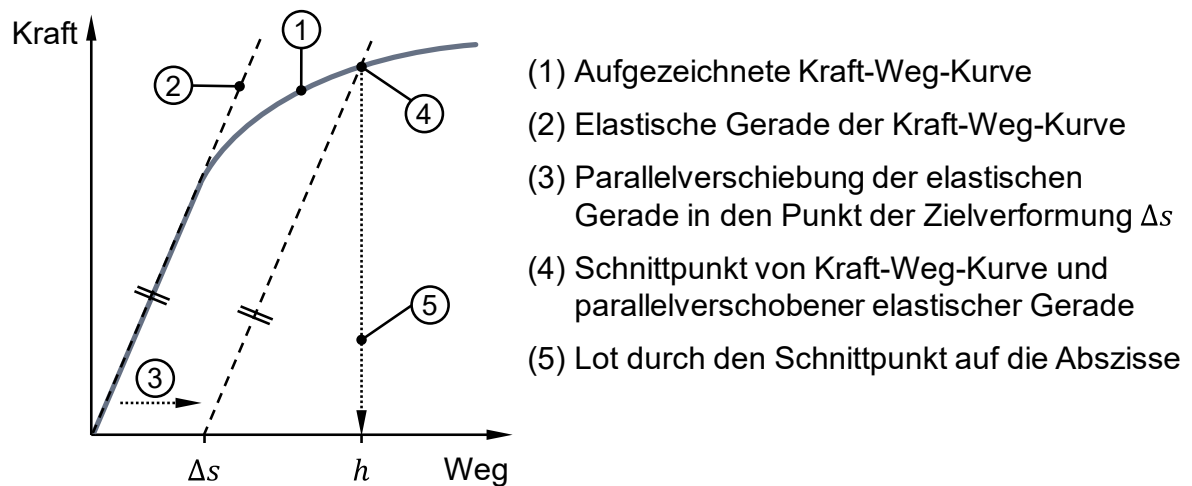 Kraft
1
2
4
5
3
Δs
h
Weg
(1) Aufgezeichnete Kraft-Weg-Kurve
(2) Elastische Gerade der Kraft-Weg-Kurve
(3) Parallelverschiebung der elastischen
Gerade in den Punkt der Zielverformung Δs
(4) Schnittpunkt von Kraft-Weg-Kurve und
parallelverschobener elastischer Gerade
(5) Lot durch den Schnittpunkt auf die Abszisse